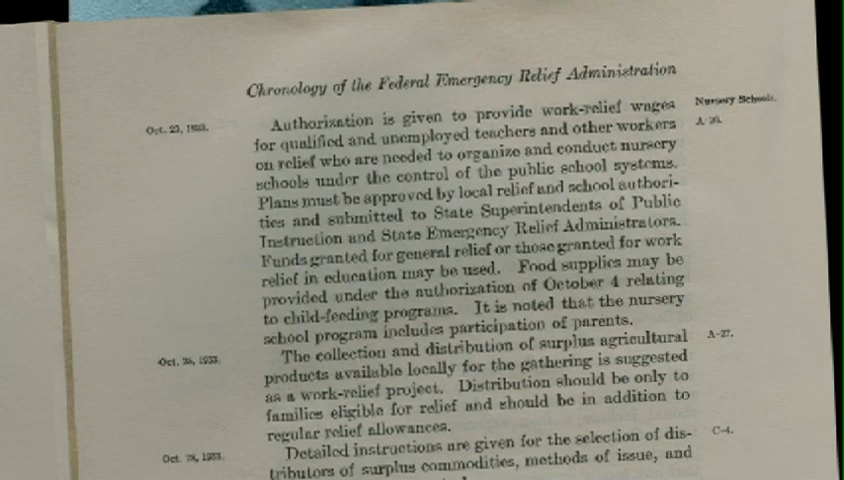 Chronology of the Federal Emergency Relief Administration
Oct. 23, 1933. Authorization is given to provide work-relief wages Nursery Schools.
for qualified and unemployed teachers and other workers A-26.
on relief who are needed to organize and conduct nursery
schools under the control of the public school systems.
Plans must be approved by local relief and school authori-
ties and submitted to State Superintendents of Public
Instruction and State Emergency Relief Administrators.
Funds granted for general relief or those granted for work
relief in education may be used. Food supplies may be
provided under the authorization of October 4 relating
to child-feeding programs. It is noted that the nursery
school program includes participation of parents.
Oct. 1933. The collection and distribution of surplus agricultural A-27.
products available locally for the gathering is suggested
as a work-relief project. Distribution should be only to
families eligible for relief and should be in addition to
regular relief allowances.
Oct. 1933. Detailed instructions are given for the selection of dis- C-4.
tributors of surplus commodities, methods of issue, and